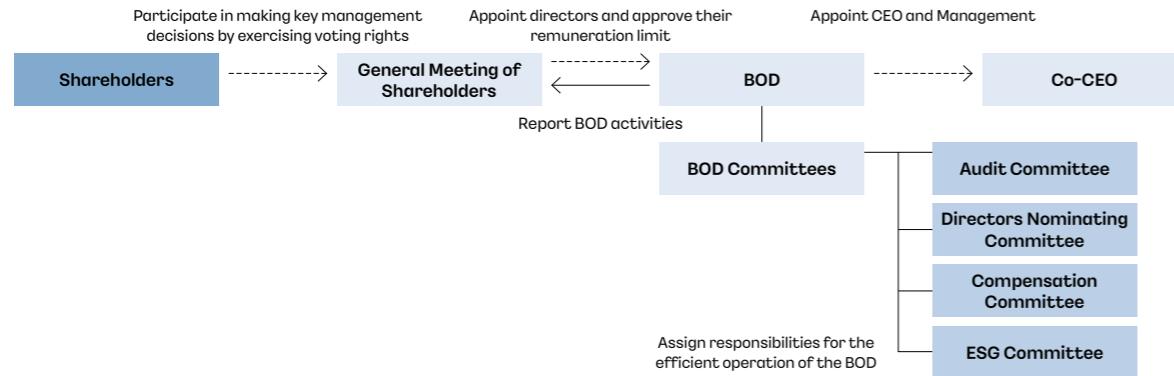 Participate in making key management
decisions by exercising voting rights
Appoint directors and approve their
remuneration limit
Appoint CEO and Management
Shareholders
General Meeting of
Shareholders
BOD
Co-CEO
Report BOD activities
BOD Committees
Audit Committee
Directors Nominating
Committee
Compensation
Committee
Assign responsibilities for the
efficient operation of the BOD
ESG Committee